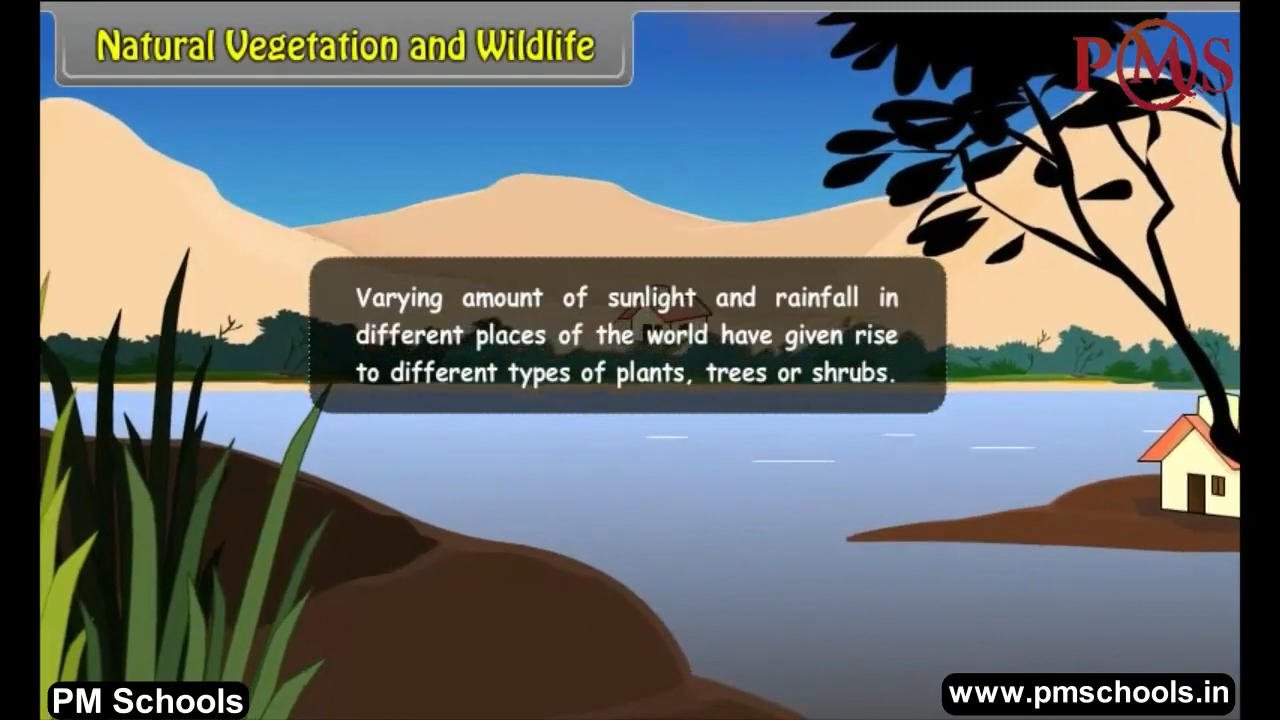 Natural Vegetation and Wildlife
PMS
Varying amount of sunlight and rainfall in
different places of the world have given rise
to different types of plants, trees or shrubs.
PM Schools
www.pmschools.in